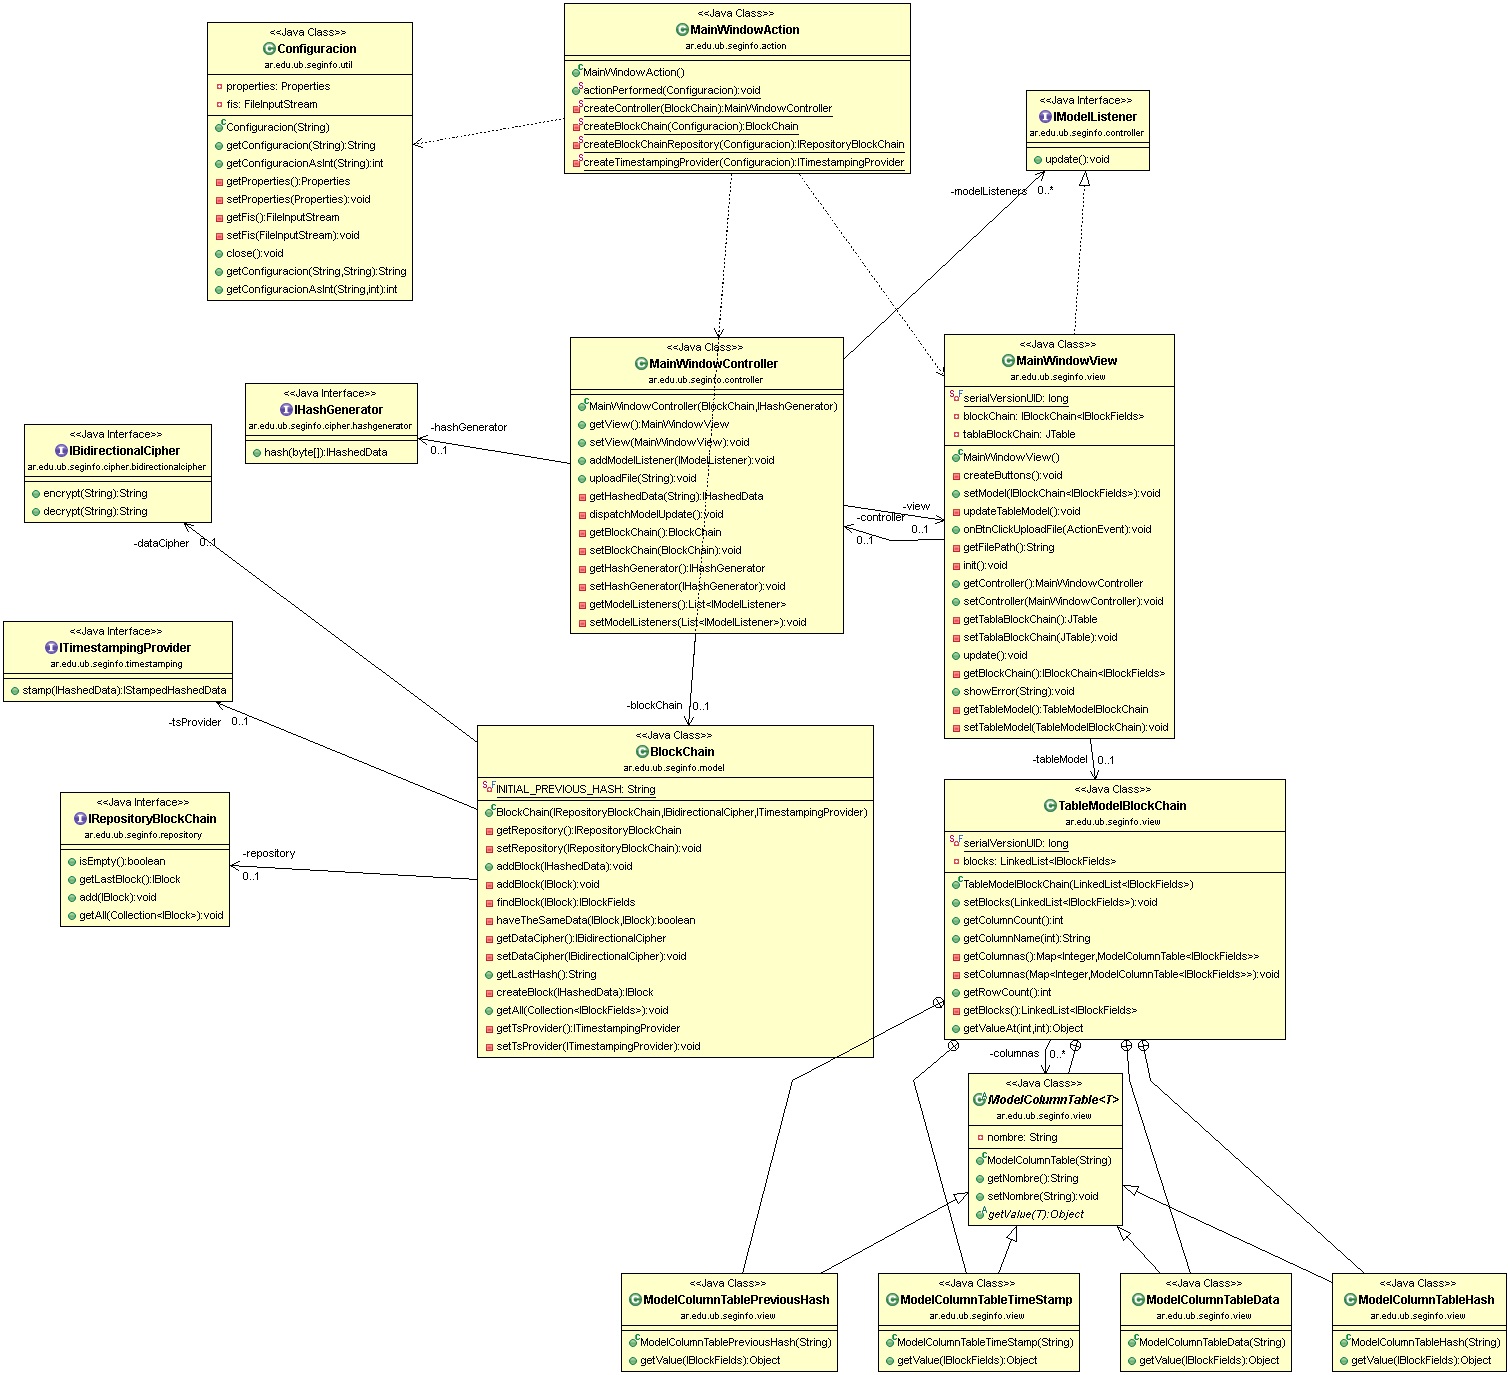 <<Java Class>>
Configuracion
ar.edu.ub.seginfo.util
properties: Properties
fis: FileInputStream
Configuracion(String)
getConfiguracion(String):String
getConfiguracionAsInt(String):int
getProperties():Properties
setProperties(Properties):void
getFis():FileInputStream
setFis(FileInputStream):void
close():void
getConfiguracion(String,String):String
getConfiguracionAsInt(String,int):int
<<Java Class>>
MainWindowAction
ar.edu.ub.seginfo.action
MainWindowAction()
actionPerformed(Configuracion):void
createController(BlockChain):MainWindowController
createBlockChain(Configuracion):BlockChain
createBlockChainRepository(Configuracion):IRepositoryBlockChain
createTimestampingProvider(Configuracion):ITimestampingProvider
<<Java Interface>>
IModelListener
ar.edu.ub.seginfo.controller
update():void
-modelListeners
0..*
<<Java Class>>
MainWindowController
ar.edu.ub.seginfo.controller
MainWindowController(BlockChain,IHashGenerator)
getView():MainWindowView
setView(MainWindowView):void
addModelListener(IModelListener):void
uploadFile(String):void
getHashedData(String):IHashedData
dispatchModelUpdate():void
getBlockChain():BlockChain
setBlockChain(BlockChain):void
getHashGenerator():IHashGenerator
setHashGenerator(IHashGenerator):void
getModelListeners():List<IModelListener>
setModelListeners(List<IModelListener>):void
<<Java Class>>
MainWindowView
ar.edu.ub.seginfo.view
serialVersionUID: long
blockChain: IBlockChain<IBlockFields>
tablaBlockChain: JTable
MainWindowView()
createButtons():void
setModel(IBlockChain<IBlockFields>):void
updateTableModel():void
onBtnClickUploadFile(ActionEvent):void
getFilePath():String
init():void
getController():MainWindowController
setController(MainWindowController):void
getTablaBlockChain():JTable
setTablaBlockChain(JTable):void
update():void
getBlockChain():IBlockChain<IBlockFields>
showError(String):void
getTableModel():TableModelBlockChain
setTableModel(TableModelBlockChain):void
-view
0..1
-controller
0..1
<<Java Interface>>
IHashGenerator
ar.edu.ub.seginfo.cipher.hashgenerator
hash(byte[]):IHashedData
-hashGenerator
0..1
<<Java Interface>>
IBidirectionalCipher
ar.edu.ub.seginfo.cipher.bidirectionalcipher
encrypt(String):String
decrypt(String):String
-dataCipher
0..1
<<Java Interface>>
ITimestampingProvider
ar.edu.ub.seginfo.timestamping
stamp(IHashedData):IStampedHashedData
-tsProvider
0..1
<<Java Interface>>
IRepositoryBlockChain
ar.edu.ub.seginfo.repository
isEmpty():boolean
getLastBlock():IBlock
add(IBlock):void
getAll(Collection<IBlock>):void
-repository
0..1
-blockChain
0..1
<<Java Class>>
BlockChain
ar.edu.ub.seginfo.model
INITIAL_PREVIOUS_HASH: String
BlockChain(IRepositoryBlockChain,IBidirectionalCipher,ITimestampingProvider)
getRepository():IRepositoryBlockChain
setRepository(IRepositoryBlockChain):void
addBlock(IHashedData):void
addBlock(IBlock):void
findBlock(IBlock):IBlockFields
haveTheSameData(IBlock,IBlock):boolean
getDataCipher():IBidirectionalCipher
setDataCipher(IBidirectionalCipher):void
getLastHash():String
createBlock(IHashedData):IBlock
getAll(Collection<IBlockFields>):void
getTsProvider():ITimestampingProvider
setTsProvider(ITimestampingProvider):void
-tableModel
0..1
<<Java Class>>
TableModelBlockChain
ar.edu.ub.seginfo.view
serialVersionUID: long
blocks: LinkedList<IBlockFields>
TableModelBlockChain(LinkedList<IBlockFields>)
setBlocks(LinkedList<IBlockFields>):void
getColumnCount():int
getColumnName(int):String
getColumnas():Map<Integer,ModelColumnTable<IBlockFields>>
setColumnas(Map<Integer,ModelColumnTable<IBlockFields>>):void
getRowCount():int
getBlocks():LinkedList<IBlockFields>
getValueAt(int,int):Object
-columnas
0..*
<<Java Class>>
ModelColumnTable<T>
ar.edu.ub.seginfo.view
nombre: String
ModelColumnTable(String)
getNombre():String
setNombre(String):void
getValue(T):Object
<<Java Class>>
ModelColumnTablePreviousHash
ar.edu.ub.seginfo.view
ModelColumnTablePreviousHash(String)
getValue(IBlockFields):Object
<<Java Class>>
ModelColumnTableTimeStamp
ar.edu.ub.seginfo.view
ModelColumnTableTimeStamp(String)
getValue(IBlockFields):Object
<<Java Class>>
ModelColumnTableData
ar.edu.ub.seginfo.view
ModelColumnTableData(String)
getValue(IBlockFields):Object
<<Java Class>>
ModelColumnTableHash
ar.edu.ub.seginfo.view
ModelColumnTableHash(String)
getValue(IBlockFields):Object